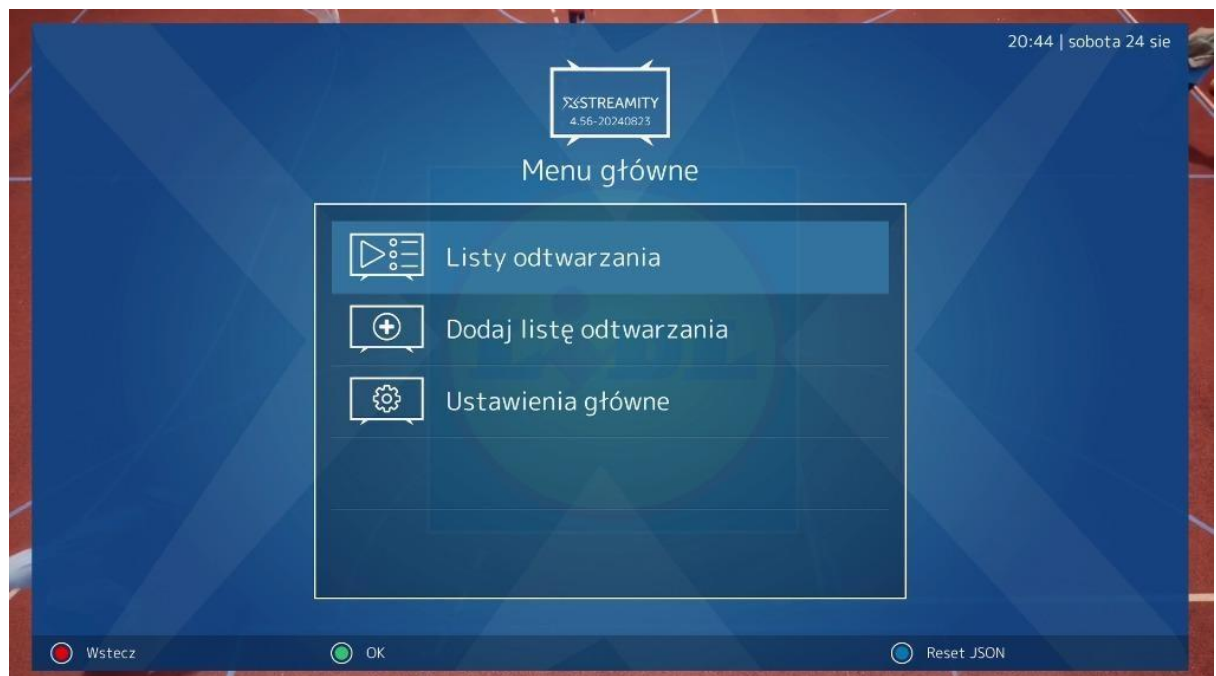 20:44 | sobota 24 sie
XSTREAMITY
4.56-20240823
Menu główne
Listy odtwarzania
Dodaj listę odtwarzania
Ustawienia główne
Wstecz
OK
Reset JSON